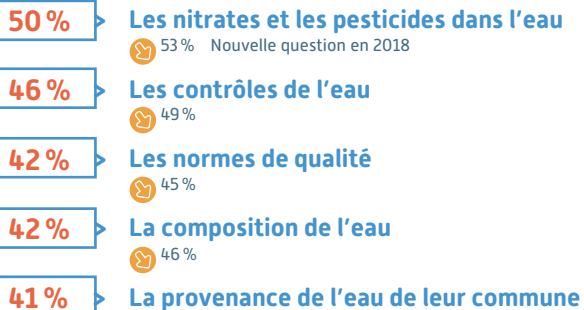 50 % Les nitrates et les pesticides dans l'eau
53 % Nouvelle question en 2018
46 % Les contrôles de l'eau
49 %
42 % Les normes de qualité
45 %
42 % La composition de l'eau
46 %
41 % La provenance de l'eau de leur commune